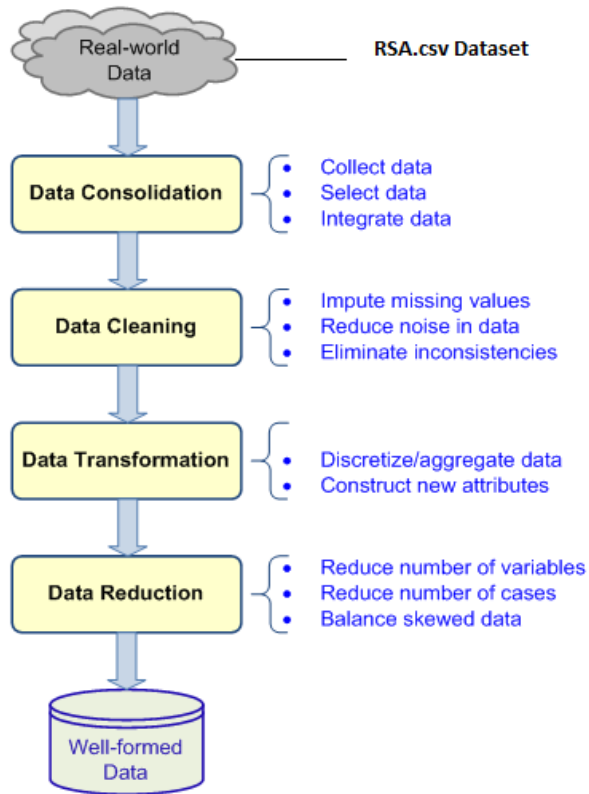 Real-world
Data
RSA.csv Dataset
Data Consolidation
• Collect data
• Select data
• Integrate data
Data Cleaning
• Impute missing values
• Reduce noise in data
• Eliminate inconsistencies
Data Transformation
• Discretize/aggregate data
• Construct new attributes
Data Reduction
• Reduce number of variables
• Reduce number of cases
• Balance skewed data
Well-formed
Data